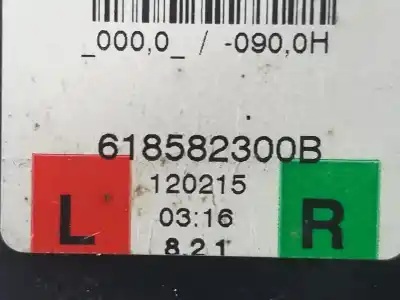 _000,0_ / -090,0H
618582300B
120215
L 03:16 R
8.2.1